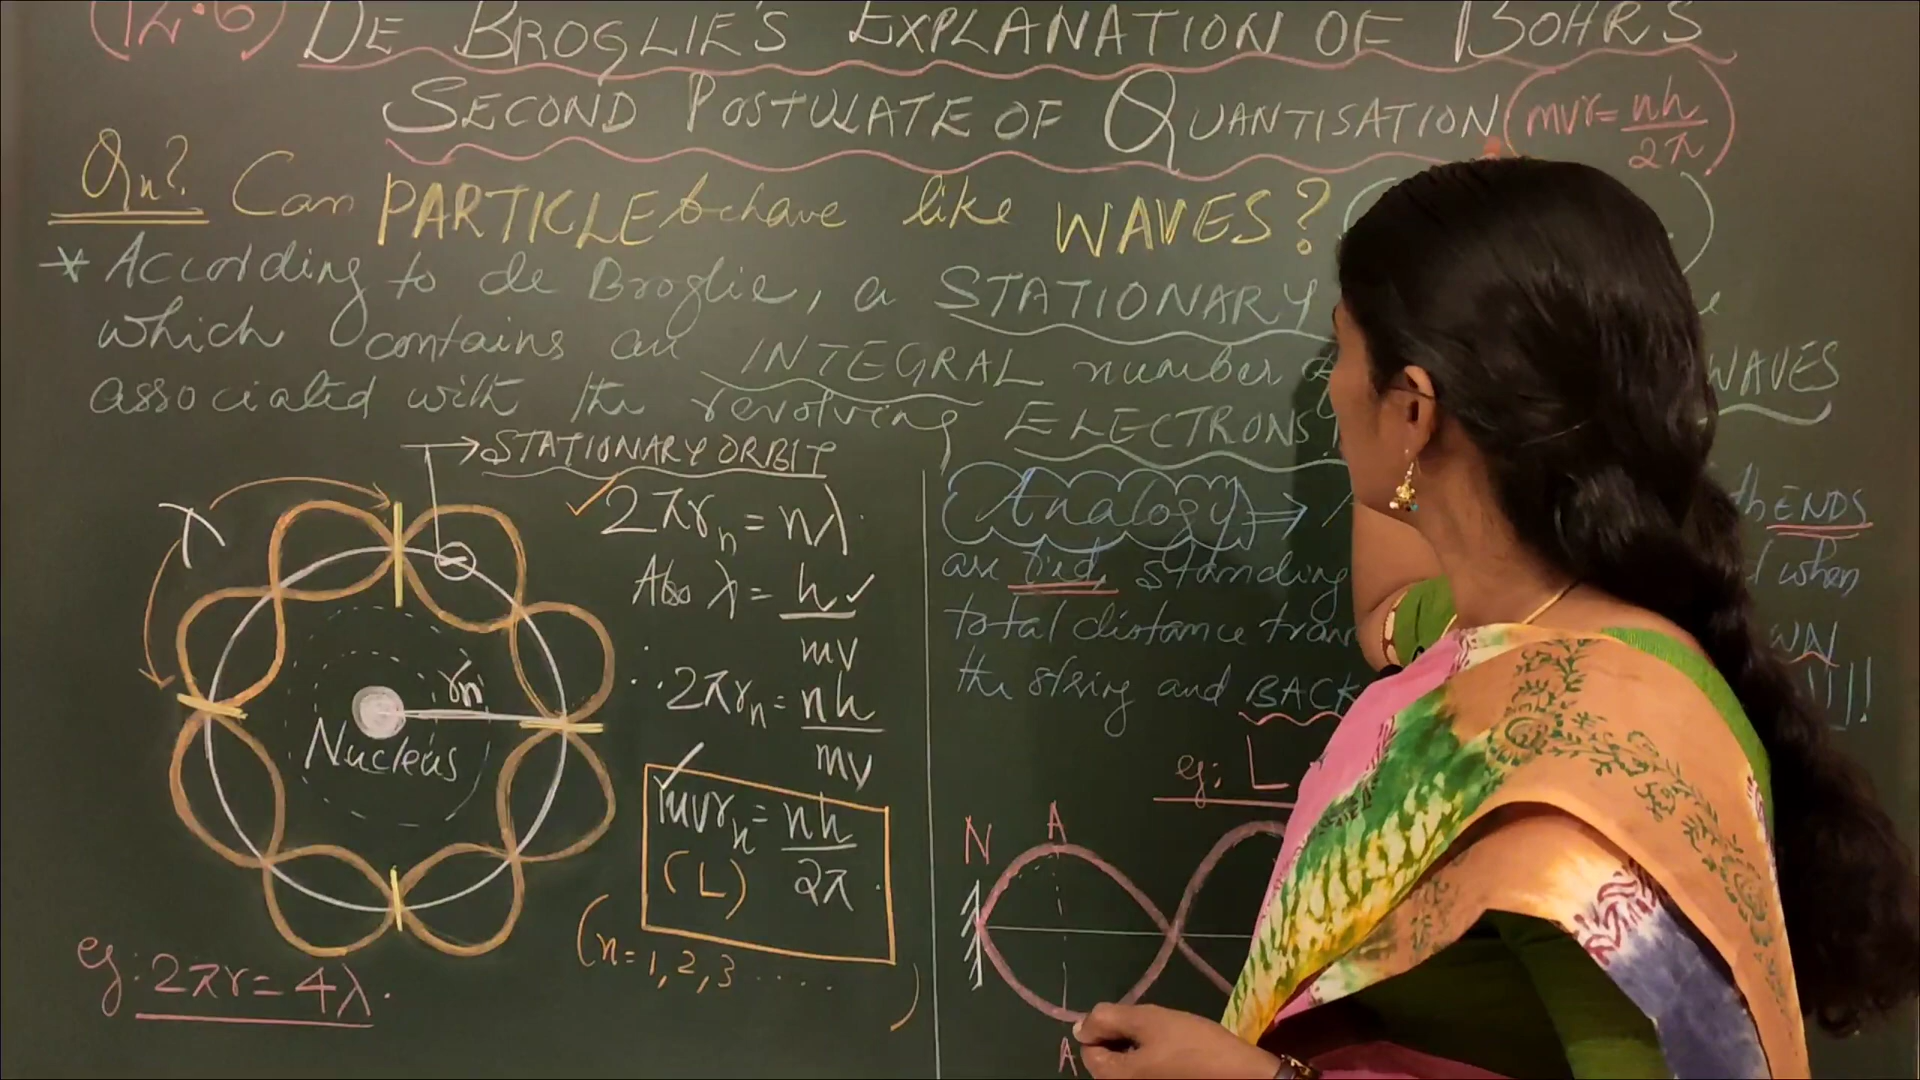 (12.6) DE BROGLIE'S EXPLANATION OF BOHR'S
SECOND POSTULATE OF QUANTISATION (mvr = nh/2π)
Qn? Can PARTICLE behave like WAVES?
* According to de Broglie, a STATIONARY
which contains an INTEGRAL number WAVES
associated with the revolving ELECTRONS
STATIONARY ORBIT
λ
rn
Nucleus
eg: 2πr = 4λ.
✓ 2πrn = nλ.
Also λ = h/mv ✓
∴ 2πrn = nh/mv
✓ mvrn = nh/2π.
(L)
(n = 1, 2, 3 ......)
Analogy ⇒ ENDS
are tied, standing when
total distance WN
the string and BACK !!!
eg: L
N A
A